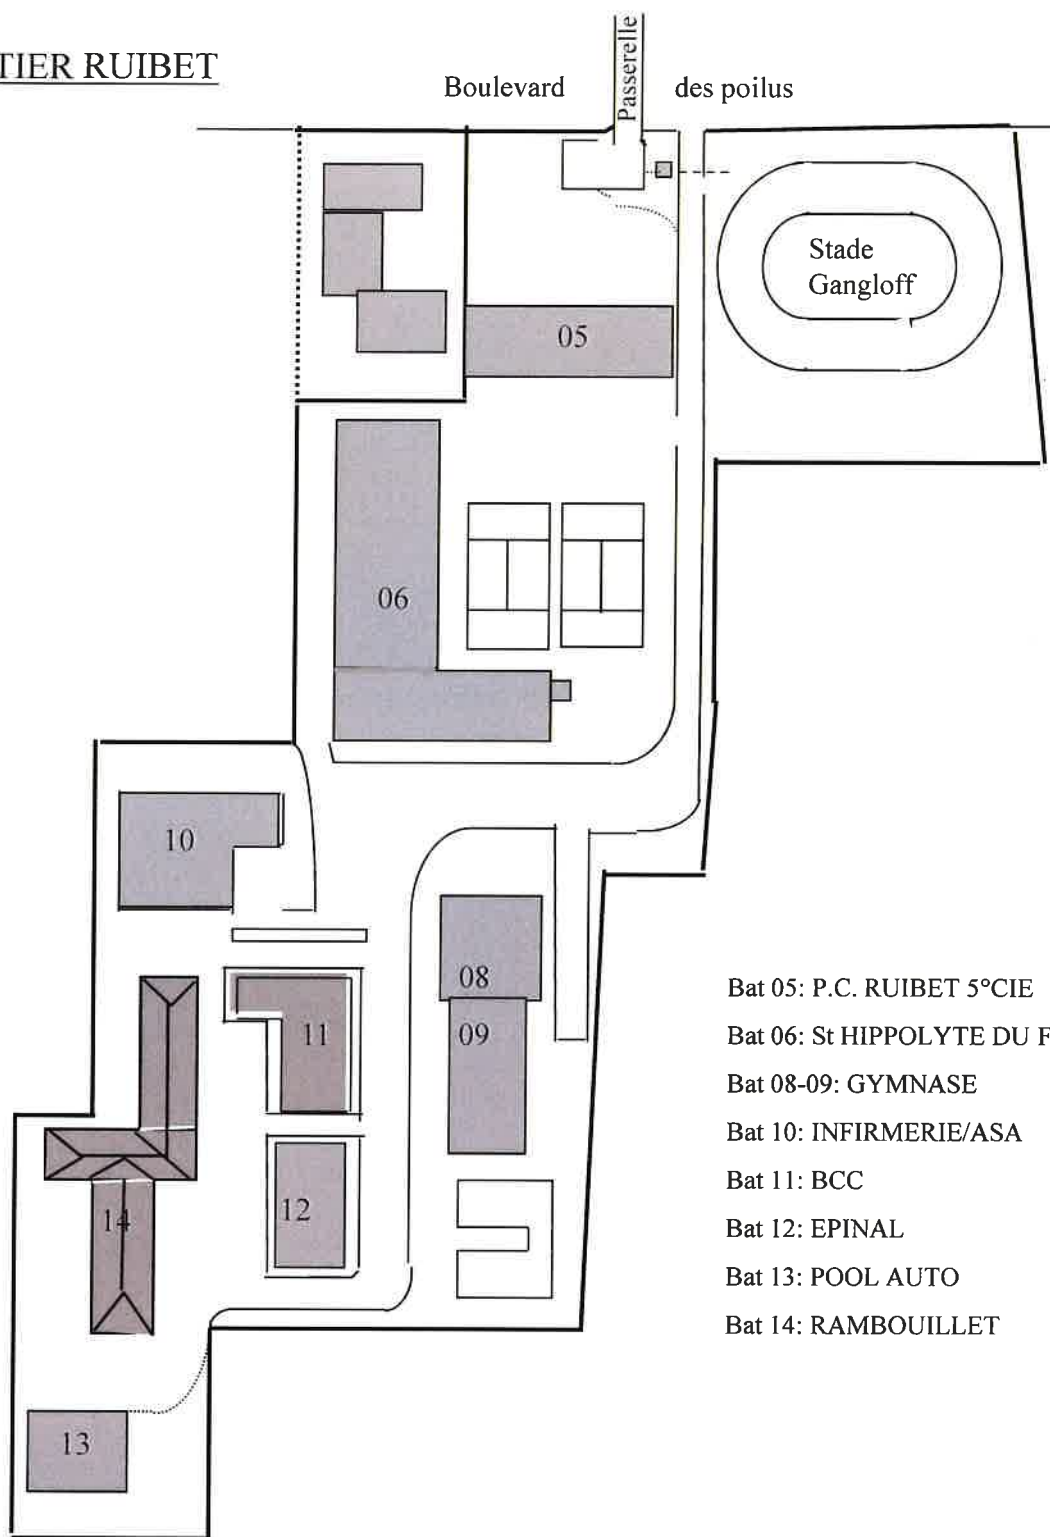 TIER RUIBET
Boulevard
Passerelle
des poilus
Stade
Gangloff
05
06
10
08
09
11
12
14
13
Bat 05: P.C. RUIBET 5°CIE
Bat 06: St HIPPOLYTE DU F
Bat 08-09: GYMNASE
Bat 10: INFIRMERIE/ASA
Bat 11: BCC
Bat 12: EPINAL
Bat 13: POOL AUTO
Bat 14: RAMBOUILLET